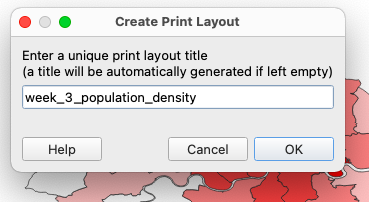 Create Print Layout
Enter a unique print layout title
(a title will be automatically generated if left empty)
week_3_population_density
Help
Cancel
OK